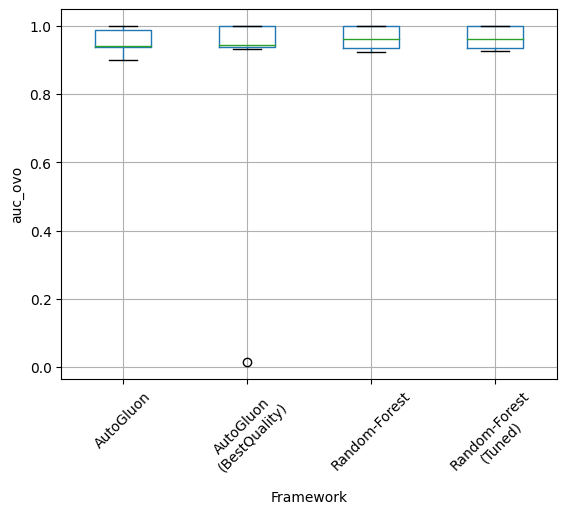 1.0
0.8
0.6
0.4
0.2
0.0
auc_ovo
AutoGluon
AutoGluon
(BestQuality)
Random-Forest
Random-Forest
(Tuned)
Framework